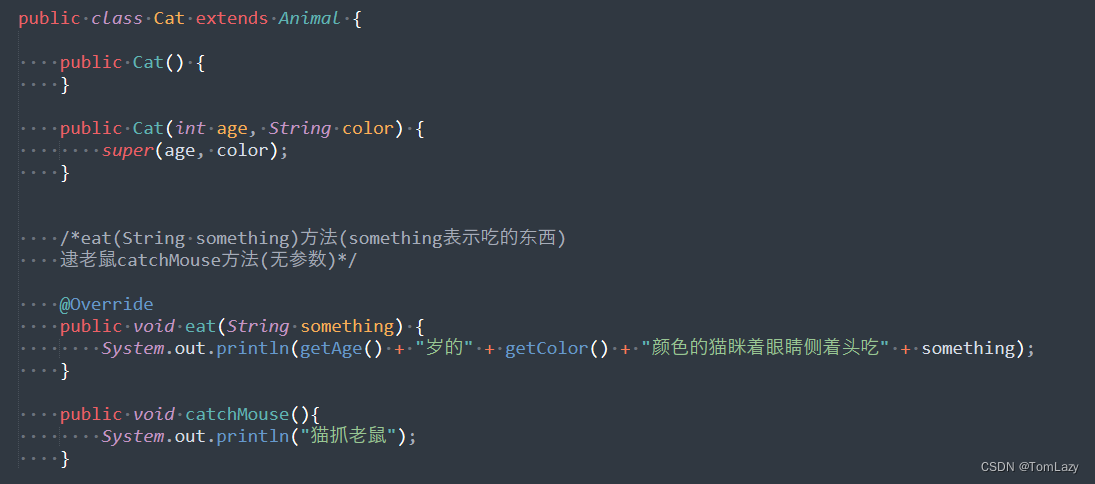 public class Cat extends Animal {
public Cat() {
}
public Cat(int age, String color) {
super(age, color);
}
/*eat(String something)方法(something表示吃的东西)
逮老鼠catchMouse方法(无参数)*/
@Override
public void eat(String something) {
System.out.println(getAge() + "岁的" + getColor() + "颜色的猫眯着眼睛侧着头吃" + something);
}
public void catchMouse(){
System.out.println("猫抓老鼠");
}
CSDN @TomLazy